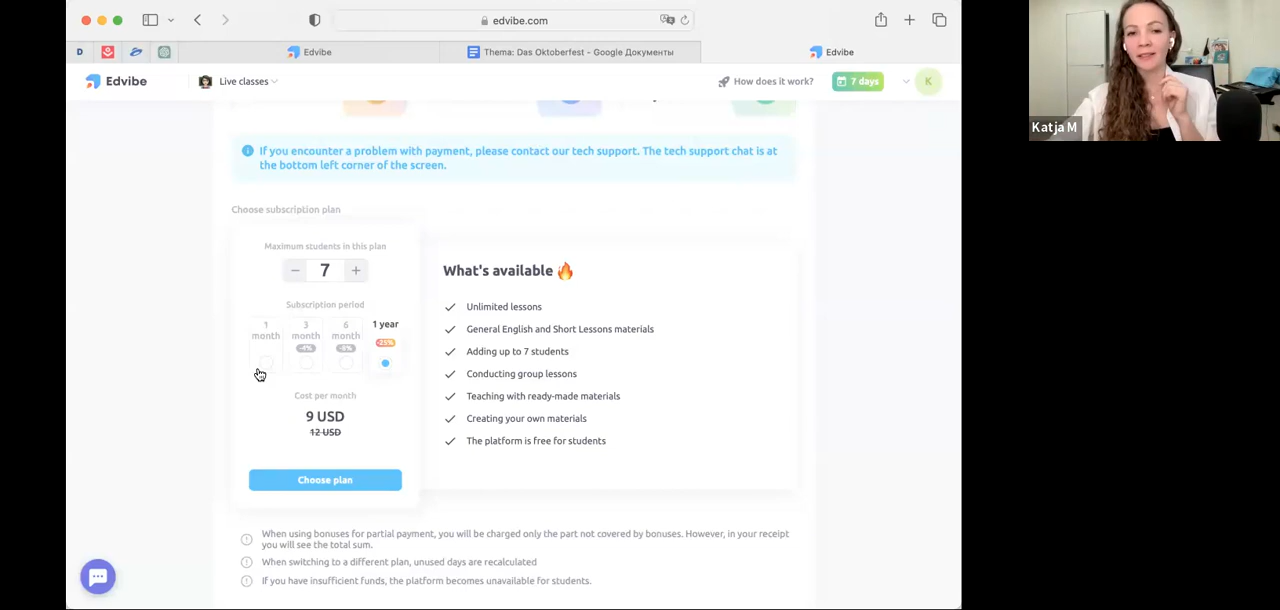 edvibe.com
D
Edvibe
Thema: Das Oktoberfest - Google Документы
Edvibe
Edvibe
Live classes
How does it work?
7 days
K
Katja M
If you encounter a problem with payment, please contact our tech support. The tech support chat is at
the bottom left corner of the screen.
Choose subscription plan
Maximum students in this plan
− 7 +
Subscription period
1 month
3 month
6 month
1 year
-25%
Cost per month
9 USD
12 USD
Choose plan
What's available
Unlimited lessons
General English and Short Lessons materials
Adding up to 7 students
Conducting group lessons
Teaching with ready-made materials
Creating your own materials
The platform is free for students
When using bonuses for partial payment, you will be charged only the part not covered by bonuses. However, in your receipt
you will see the total sum.
When switching to a different plan, unused days are recalculated
If you have insufficient funds, the platform becomes unavailable for students.